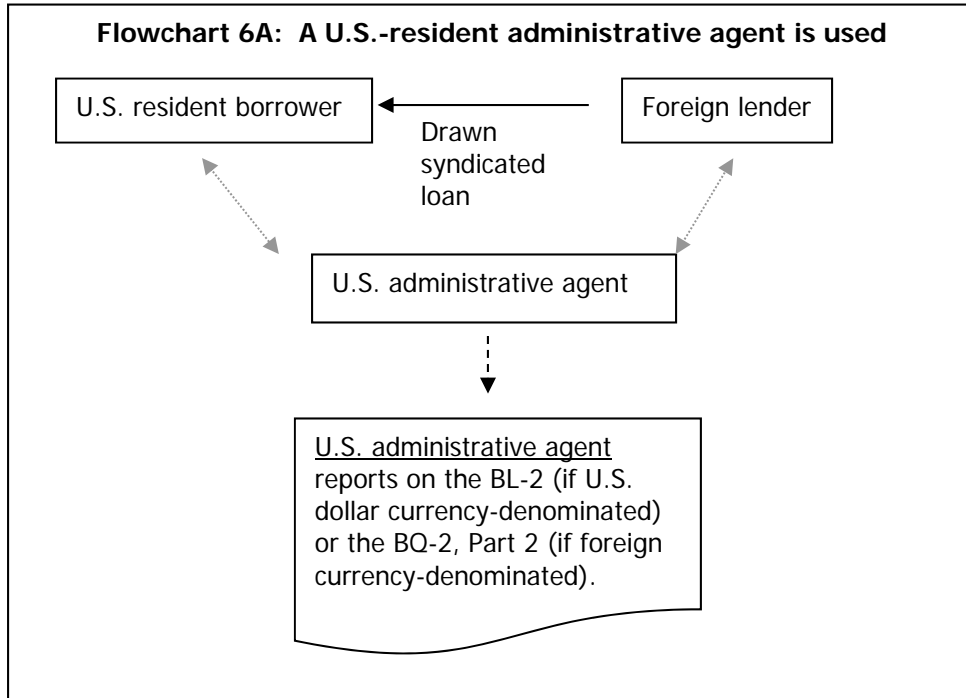 Flowchart 6A: A U.S.-resident administrative agent is used
U.S. resident borrower
Foreign lender
Drawn
syndicated
loan
U.S. administrative agent
U.S. administrative agent
reports on the BL-2 (if U.S.
dollar currency-denominated)
or the BQ-2, Part 2 (if foreign
currency-denominated).